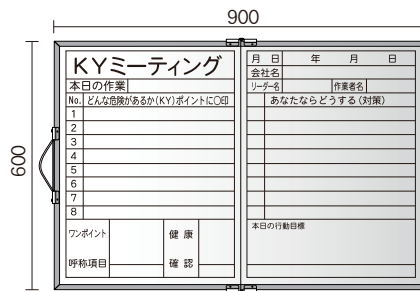 900
600
KYミーティング
本日の作業
No. どんな危険があるか(KY)ポイントに〇印
1
2
3
4
5
6
7
8
ワンポイント
呼称項目
健康
確認
月 日 年 月 日
会社名
リーダー名 作業者名
あなたならどうする(対策)
本日の行動目標